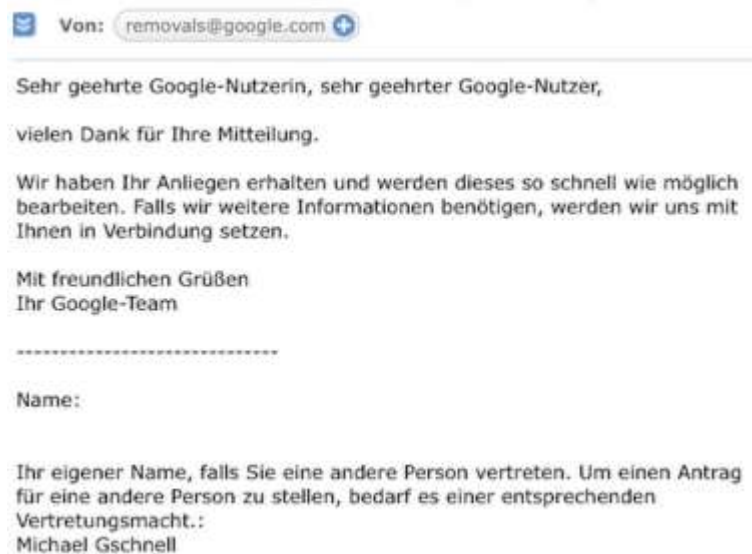 Von: removals@google.com
Sehr geehrte Google-Nutzerin, sehr geehrter Google-Nutzer,
vielen Dank für Ihre Mitteilung.
Wir haben Ihr Anliegen erhalten und werden dieses so schnell wie möglich
bearbeiten. Falls wir weitere Informationen benötigen, werden wir uns mit
Ihnen in Verbindung setzen.
Mit freundlichen Grüßen
Ihr Google-Team
------------------------------
Name:
Ihr eigener Name, falls Sie eine andere Person vertreten. Um einen Antrag
für eine andere Person zu stellen, bedarf es einer entsprechenden
Vertretungsmacht.:
Michael Gschnell